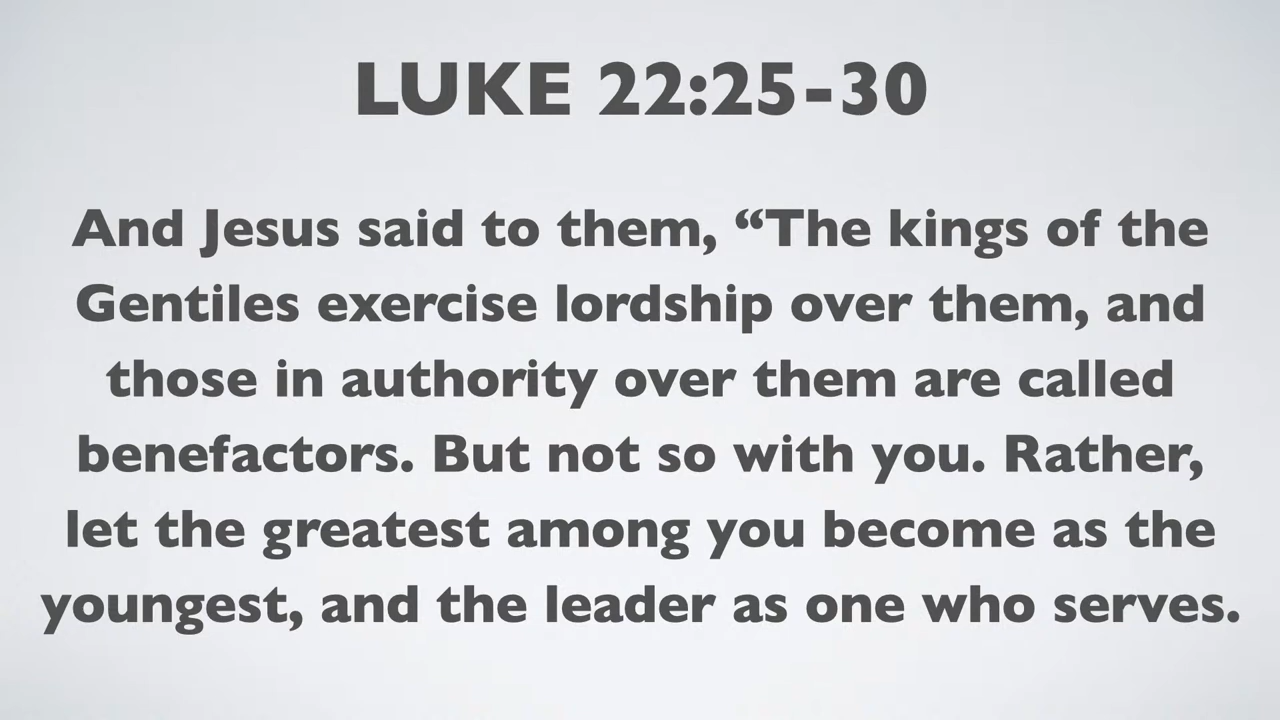 LUKE 22:25-30
And Jesus said to them, “The kings of the
Gentiles exercise lordship over them, and
those in authority over them are called
benefactors. But not so with you. Rather,
let the greatest among you become as the
youngest, and the leader as one who serves.